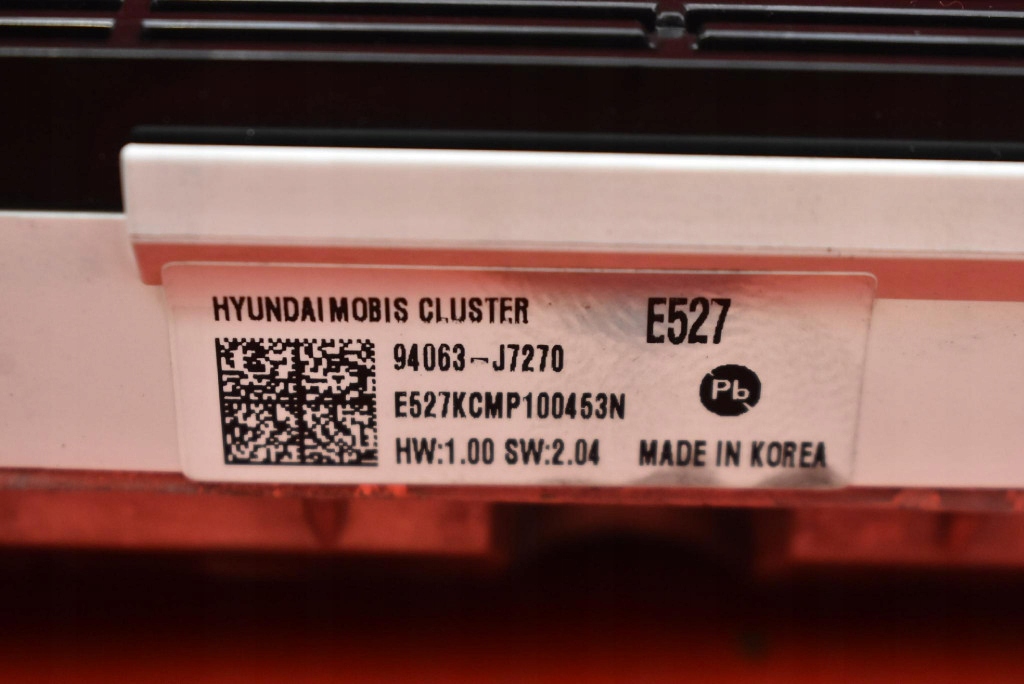 HYUNDAI MOBIS CLUSTER
E527
94063-J7270
Pb
E527KCMP100453N
HW:1.00 SW:2.04 MADE IN KOREA